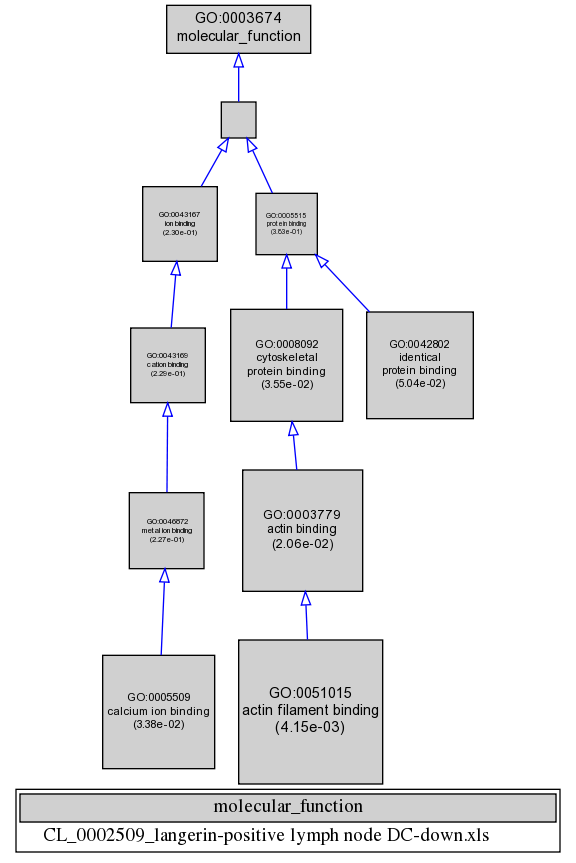 GO:0003674
molecular_function
GO:0043167
ion binding
(2.30e-01)
GO:0005515
protein binding
(3.63e-01)
GO:0043169
cation binding
(2.29e-01)
GO:0008092
cytoskeletal
protein binding
(3.55e-02)
GO:0042802
identical
protein binding
(5.04e-02)
GO:0046872
metal ion binding
(2.27e-01)
GO:0003779
actin binding
(2.06e-02)
GO:0005509
calcium ion binding
(3.38e-02)
GO:0051015
actin filament binding
(4.15e-03)
molecular_function
CL_0002509_langerin-positive lymph node DC-down.xls